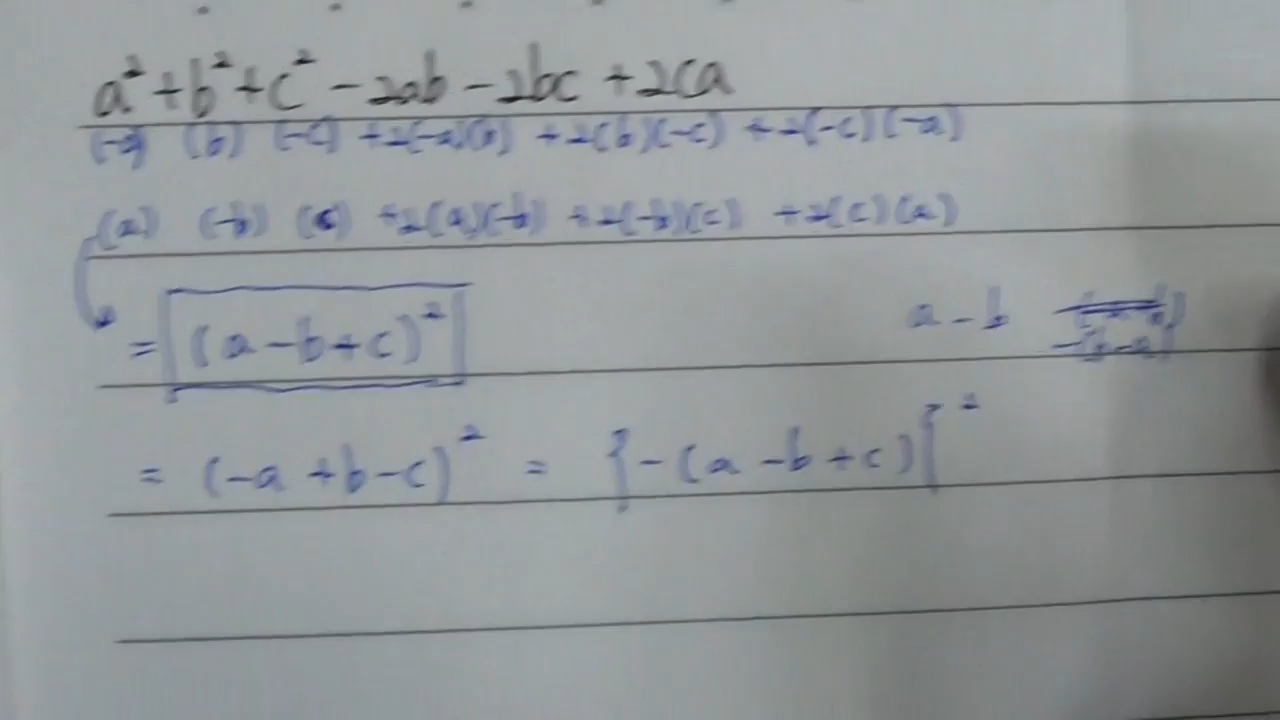 a² + b² + c² - 2ab - 2bc + 2ca
(-a) (b) (-c) +2(-a)(b) +2(b)(-c) +2(-c)(-a)
(a) (-b) (c) +2(a)(-b) +2(-b)(c) +2(c)(a)
= (a-b+c)²
a-b
-(b-a)
= (-a+b-c)² = {-(a-b+c)}²